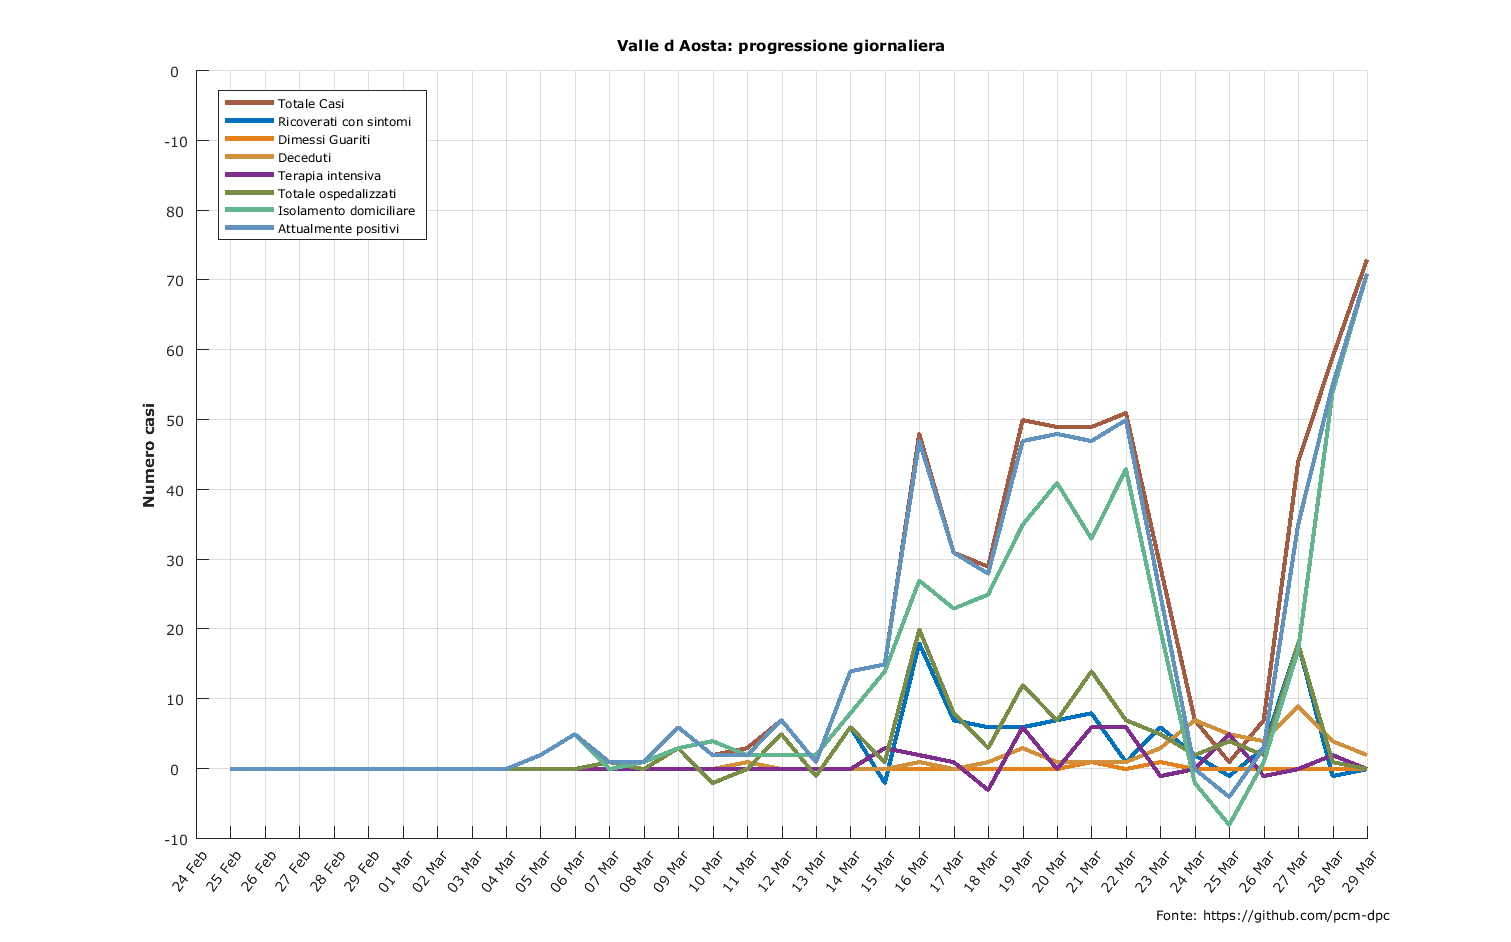 Valle d Aosta: progressione giornaliera
0
-10
80
70
60
50
40
30
20
10
0
-10
Numero casi
Totale Casi
Ricoverati con sintomi
Dimessi Guariti
Deceduti
Terapia intensiva
Totale ospedalizzati
Isolamento domiciliare
Attualmente positivi
24 Feb
25 Feb
26 Feb
27 Feb
28 Feb
29 Feb
01 Mar
02 Mar
03 Mar
04 Mar
05 Mar
06 Mar
07 Mar
08 Mar
09 Mar
10 Mar
11 Mar
12 Mar
13 Mar
14 Mar
15 Mar
16 Mar
17 Mar
18 Mar
19 Mar
20 Mar
21 Mar
22 Mar
23 Mar
24 Mar
25 Mar
26 Mar
27 Mar
28 Mar
29 Mar
Fonte: https://github.com/pcm-dpc